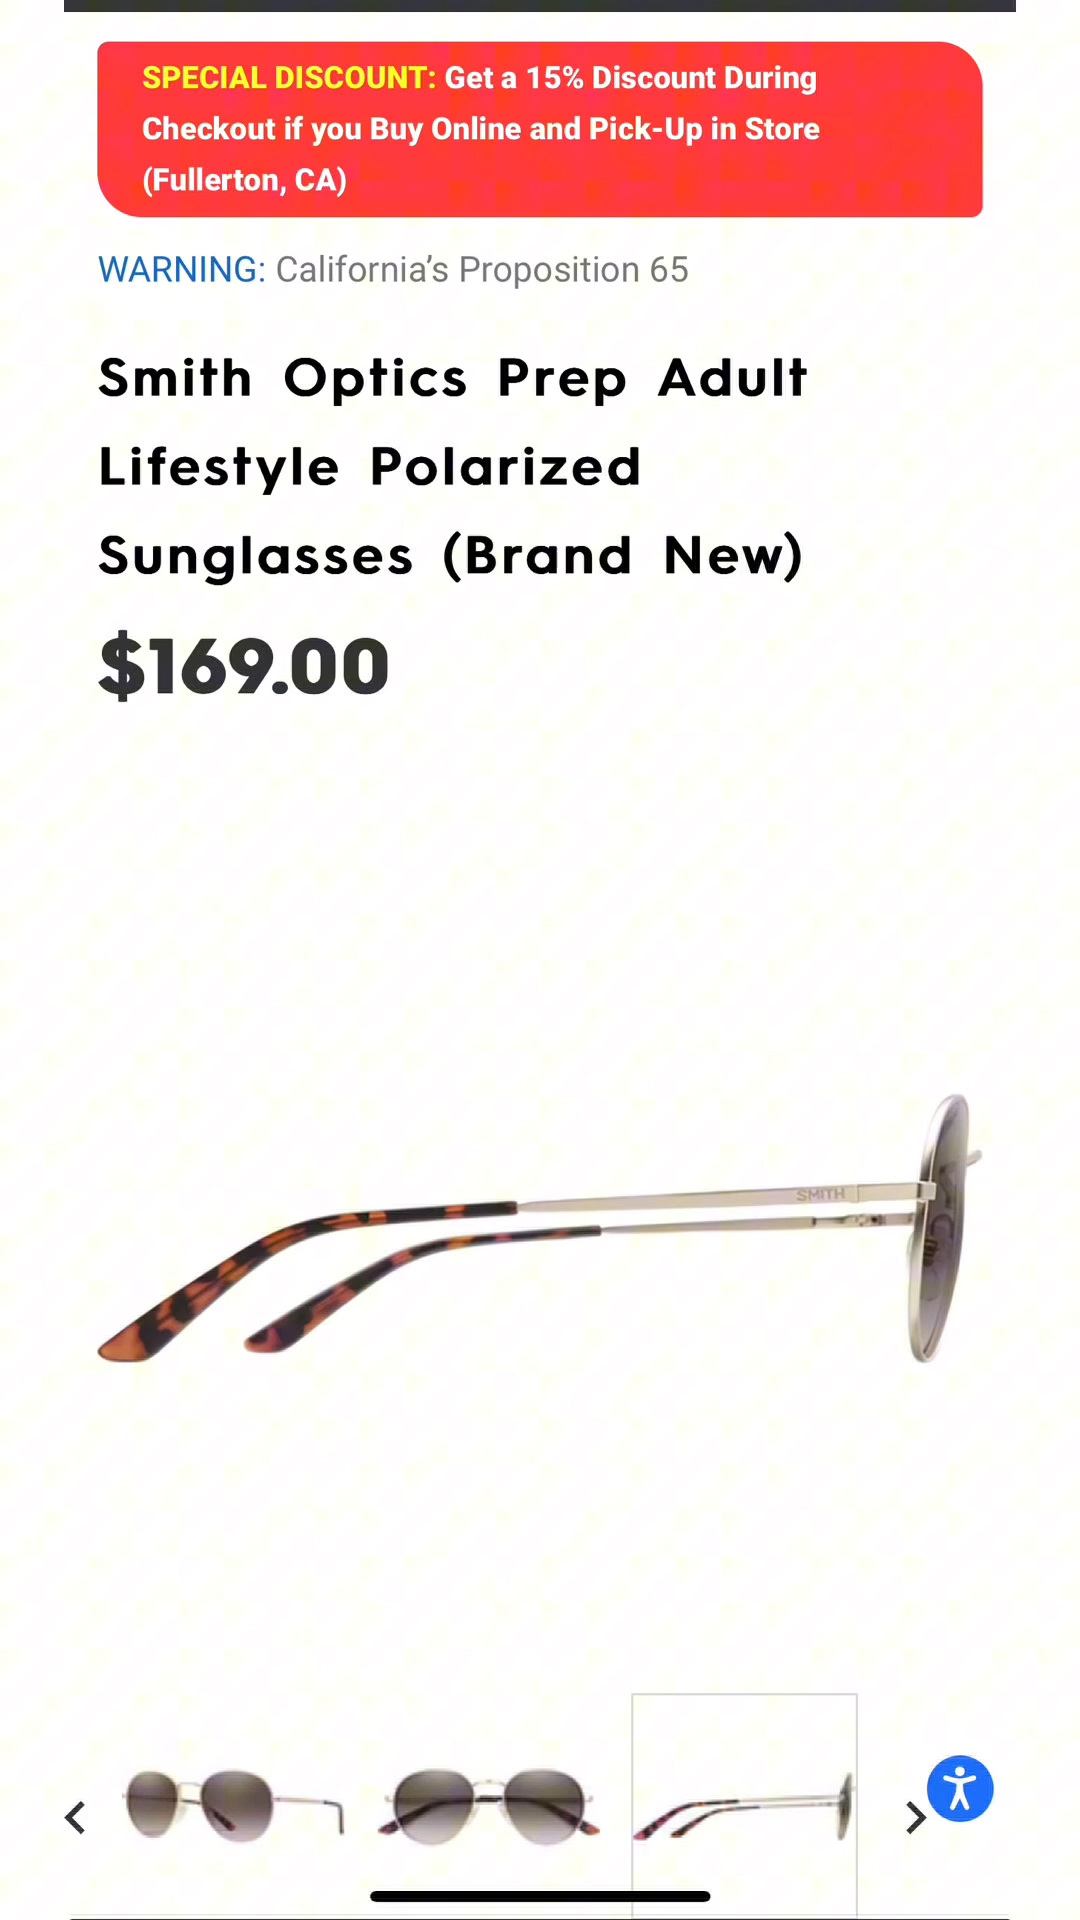 SPECIAL DISCOUNT: Get a 15% Discount During
Checkout if you Buy Online and Pick-Up in Store
(Fullerton, CA)
WARNING: California’s Proposition 65
Smith Optics Prep Adult
Lifestyle Polarized
Sunglasses (Brand New)
$169.00
SMITH